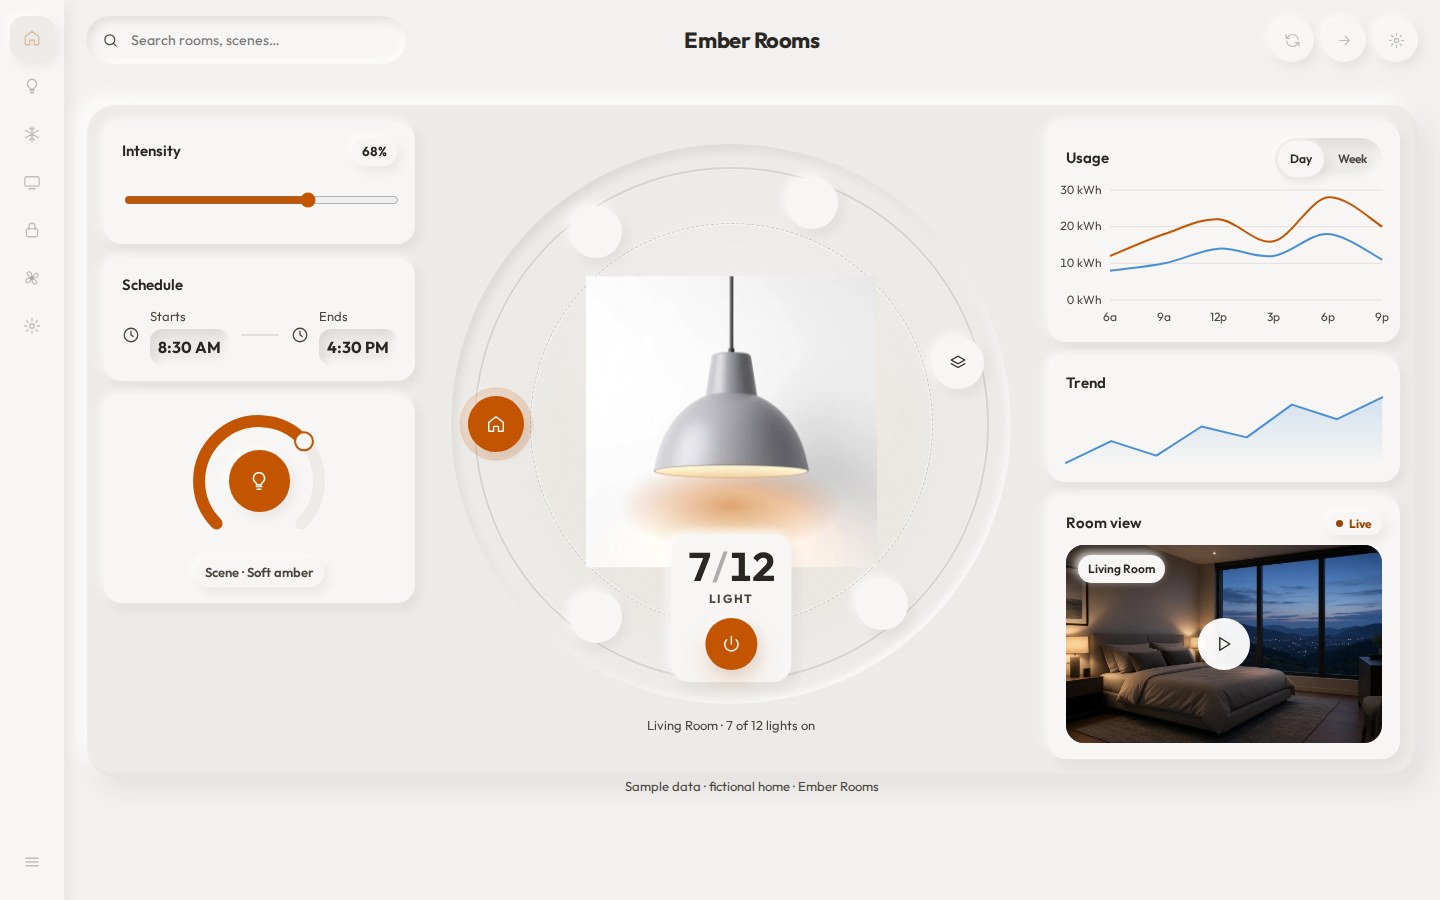 Search rooms, scenes...
Ember Rooms
Intensity
68%
Schedule
Starts
Ends
8:30 AM
4:30 PM
Scene · Soft amber
7/12
LIGHT
Living Room · 7 of 12 lights on
Usage
Day
Week
30 kWh
20 kWh
10 kWh
0 kWh
6a
9a
12p
3p
6p
9p
Trend
Room view
Live
Living Room
Sample data · fictional home · Ember Rooms